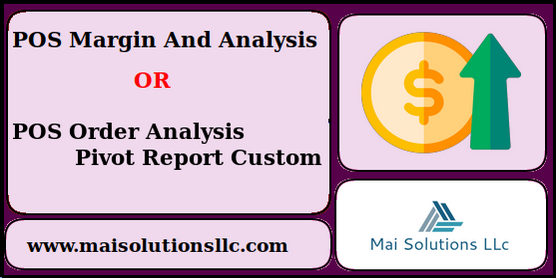 POS Margin And Analysis
OR
POS Order Analysis
Pivot Report Custom
www.maisolutionsllc.com
$
Mai Solutions LLc